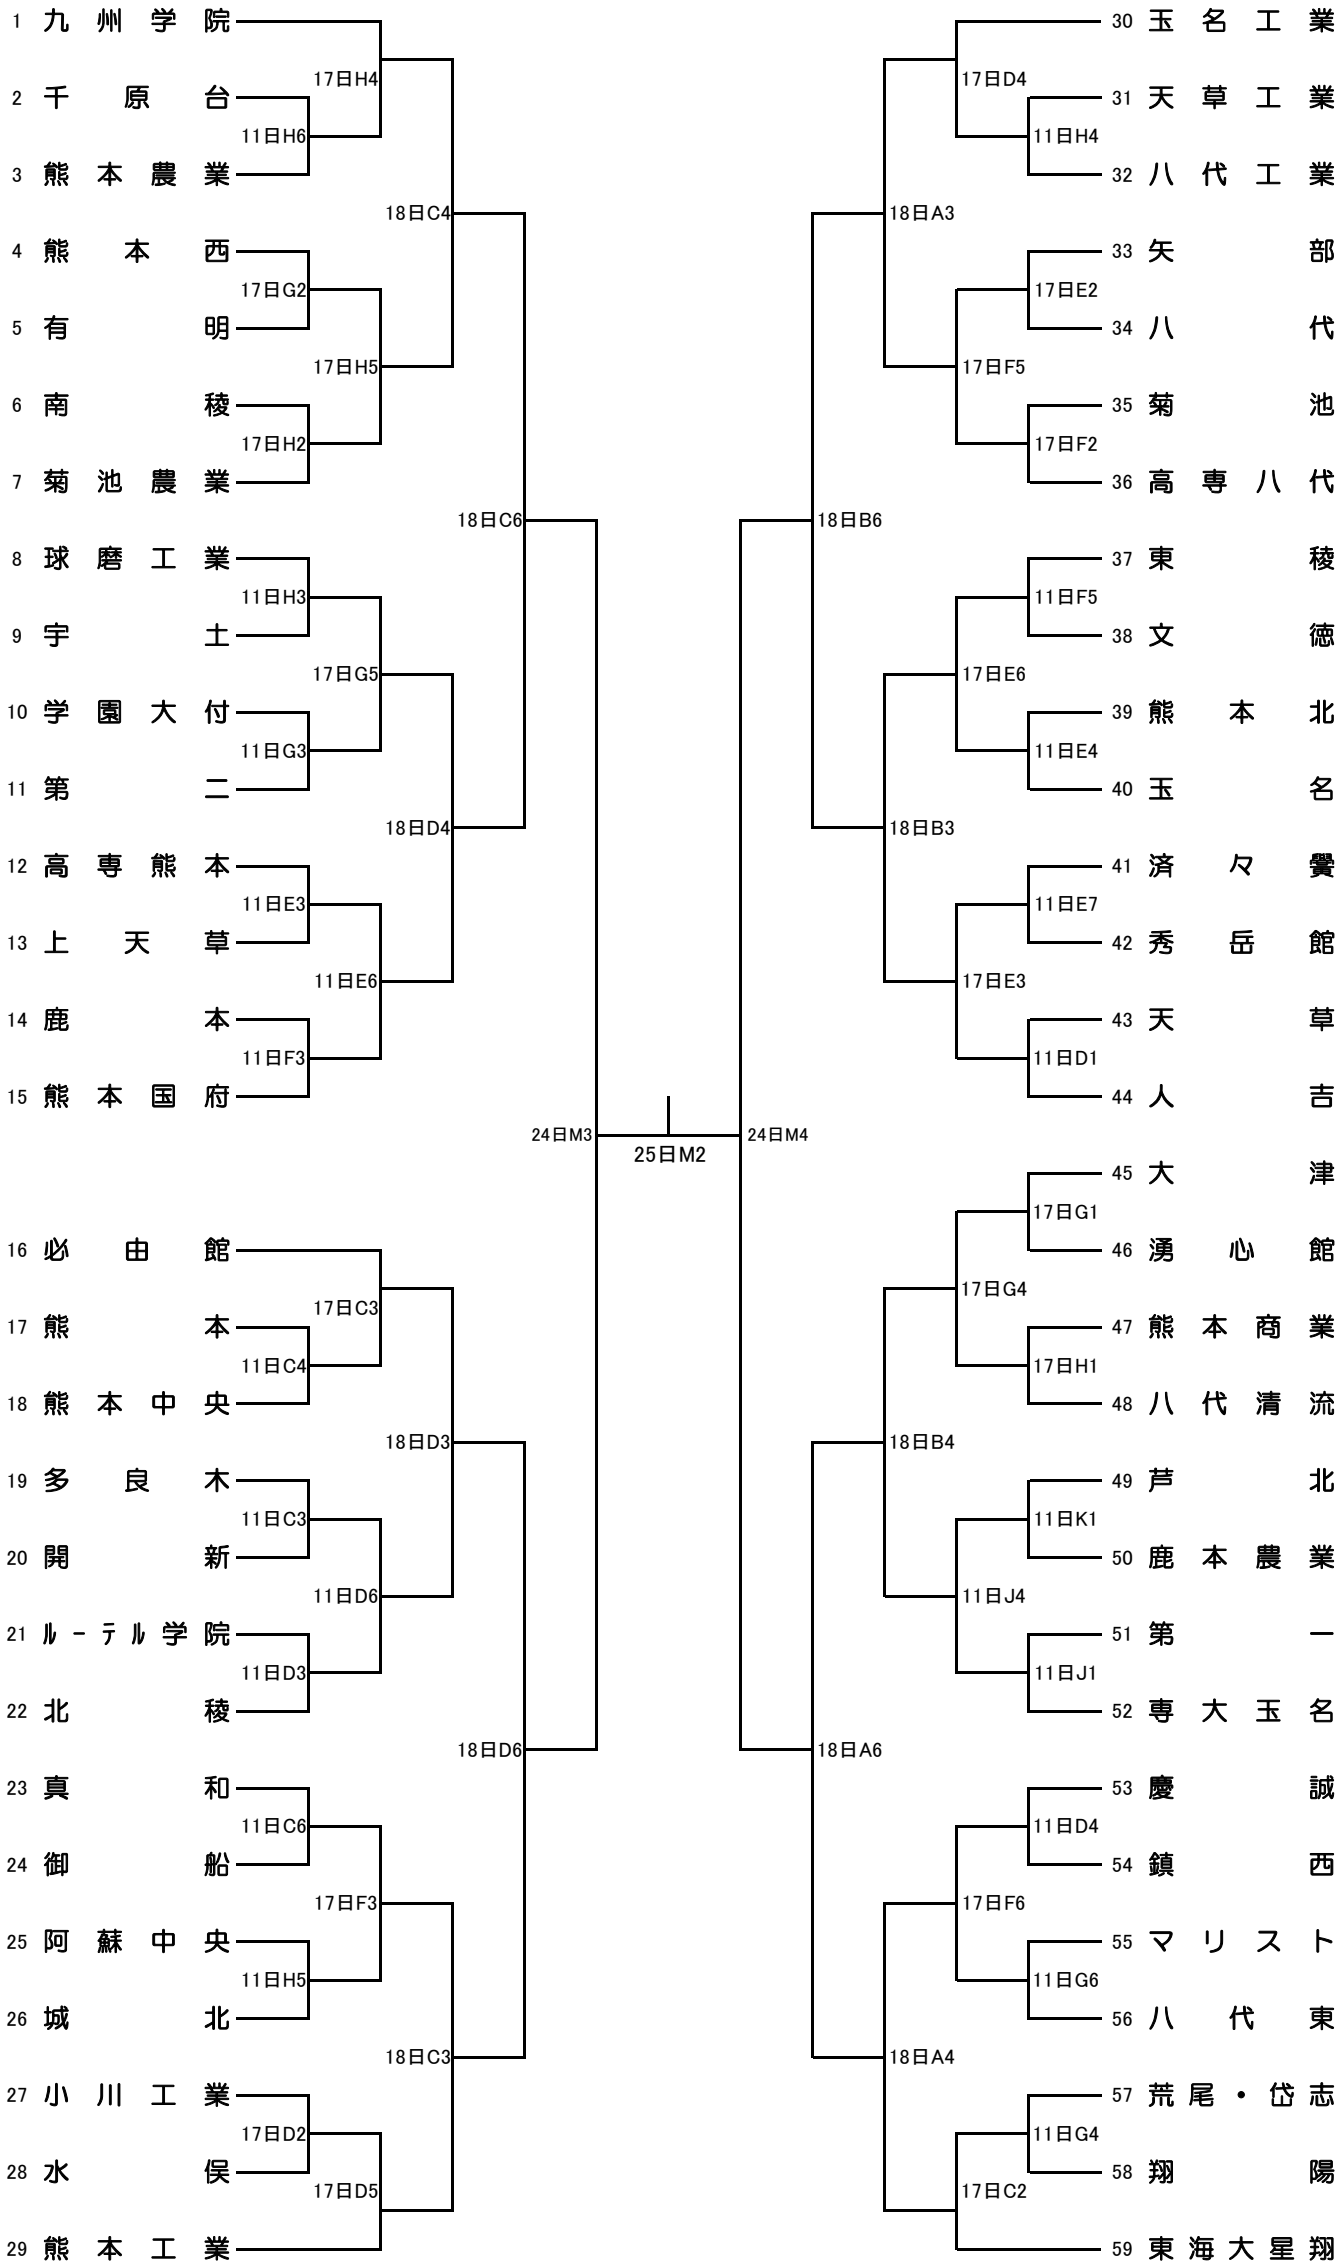 1 九州学院
17日H4
2 千原台
11日H6
3 熊本農業
18日C4
4 熊本西
17日G2
5 有明
17日H5
6 南稜
17日H2
7 菊池農業
18日C6
8 球磨工業
11日H3
9 宇土
17日G5
10 学園大付
11日G3
11 第二
18日D4
12 高専熊本
11日E3
13 上天草
11日E6
14 鹿本
11日F3
15 熊本国府
24日M3
16 必由館
17日C3
17 熊本
11日C4
18 熊本中央
18日D3
19 多良木
11日C3
20 開新
11日D6
21 ﾙｰﾃﾙ学院
11日D3
22 北稜
18日D6
23 真和
11日C6
24 御船
17日F3
25 阿蘇中央
11日H5
26 城北
18日C3
27 小川工業
17日D2
28 水俣
17日D5
29 熊本工業
25日M2
30 玉名工業
17日D4
31 天草工業
11日H4
32 八代工業
18日A3
33 矢部
17日E2
34 八代
17日F5
35 菊池
17日F2
36 高専八代
18日B6
37 東稜
11日F5
38 文徳
17日E6
39 熊本北
11日E4
40 玉名
18日B3
41 済々黌
11日E7
42 秀岳館
17日E3
43 天草
11日D1
44 人吉
24日M4
45 大津
17日G1
46 湧心館
17日G4
47 熊本商業
17日H1
48 八代清流
18日B4
49 芦北
11日K1
50 鹿本農業
11日J4
51 第一
11日J1
52 専大玉名
18日A6
53 慶誠
11日D4
54 鎮西
17日F6
55 マリスト
11日G6
56 八代東
18日A4
57 荒尾・岱志
11日G4
58 翔陽
17日C2
59 東海大星翔